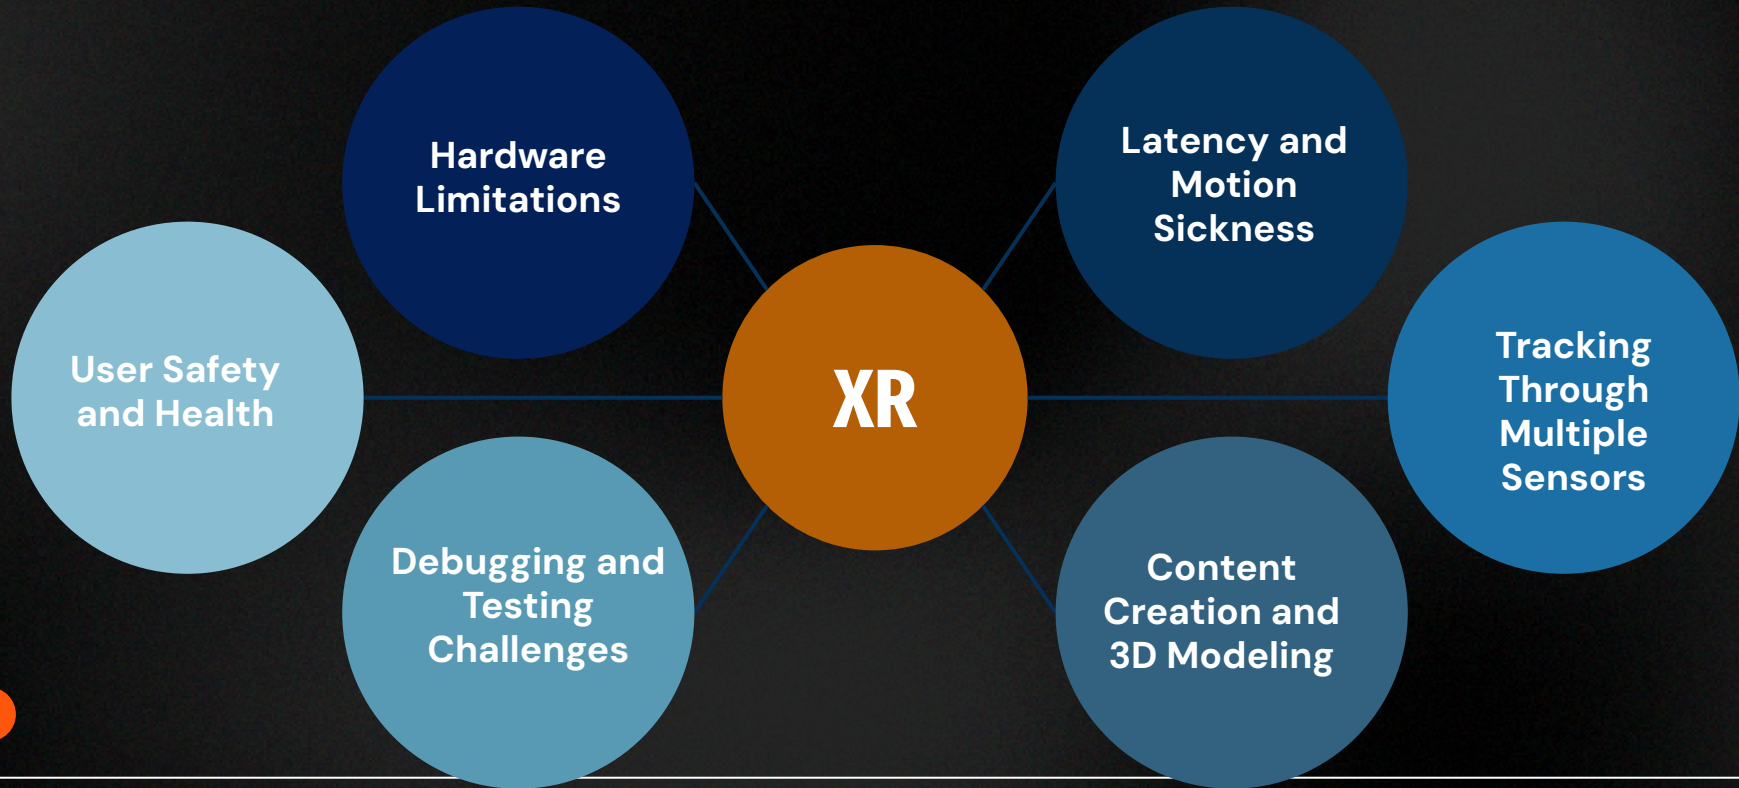 Hardware
Limitations
Latency and
Motion
Sickness
User Safety
and Health
XR
Tracking
Through
Multiple
Sensors
Debugging and
Testing
Challenges
Content
Creation and
3D Modeling